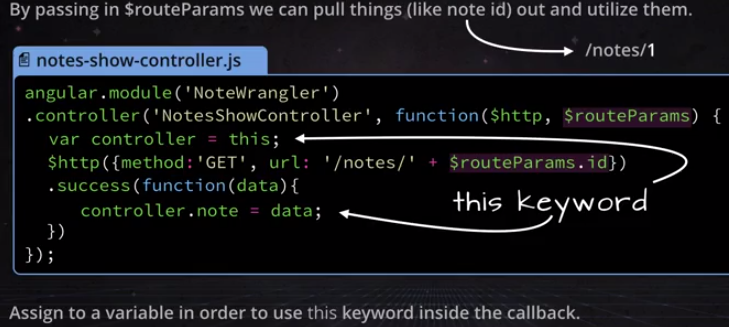 By passing in $routeParams we can pull things (like note id) out and utilize them.
/notes/1
notes-show-controller.js
angular.module('NoteWrangler')
.controller('NotesShowController', function($http, $routeParams) {
var controller = this;
$http({method:'GET', url: '/notes/' + $routeParams.id})
.success(function(data){
this keyword
controller.note = data;
})
});
Assign to a variable in order to use this keyword inside the callback.